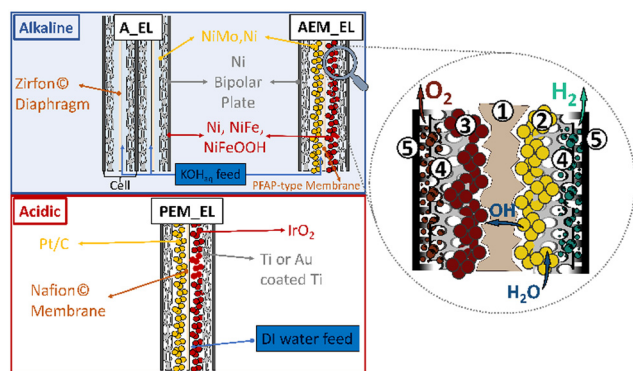 Alkaline
A_EL
AEM_EL
NiMo,Ni
Zirfon©
Diaphragm
Ni
Bipolar
Plate
Ni, NiFe,
NiFeOOH
Cell
KOHaq feed
PFAP-type Membrane
Acidic
PEM_EL
Pt/C
IrO2
Ti or Au
coated Ti
Nafion©
Membrane
DI water feed
O2
H2
1
3
2
5
5
4
4
OH
H2O